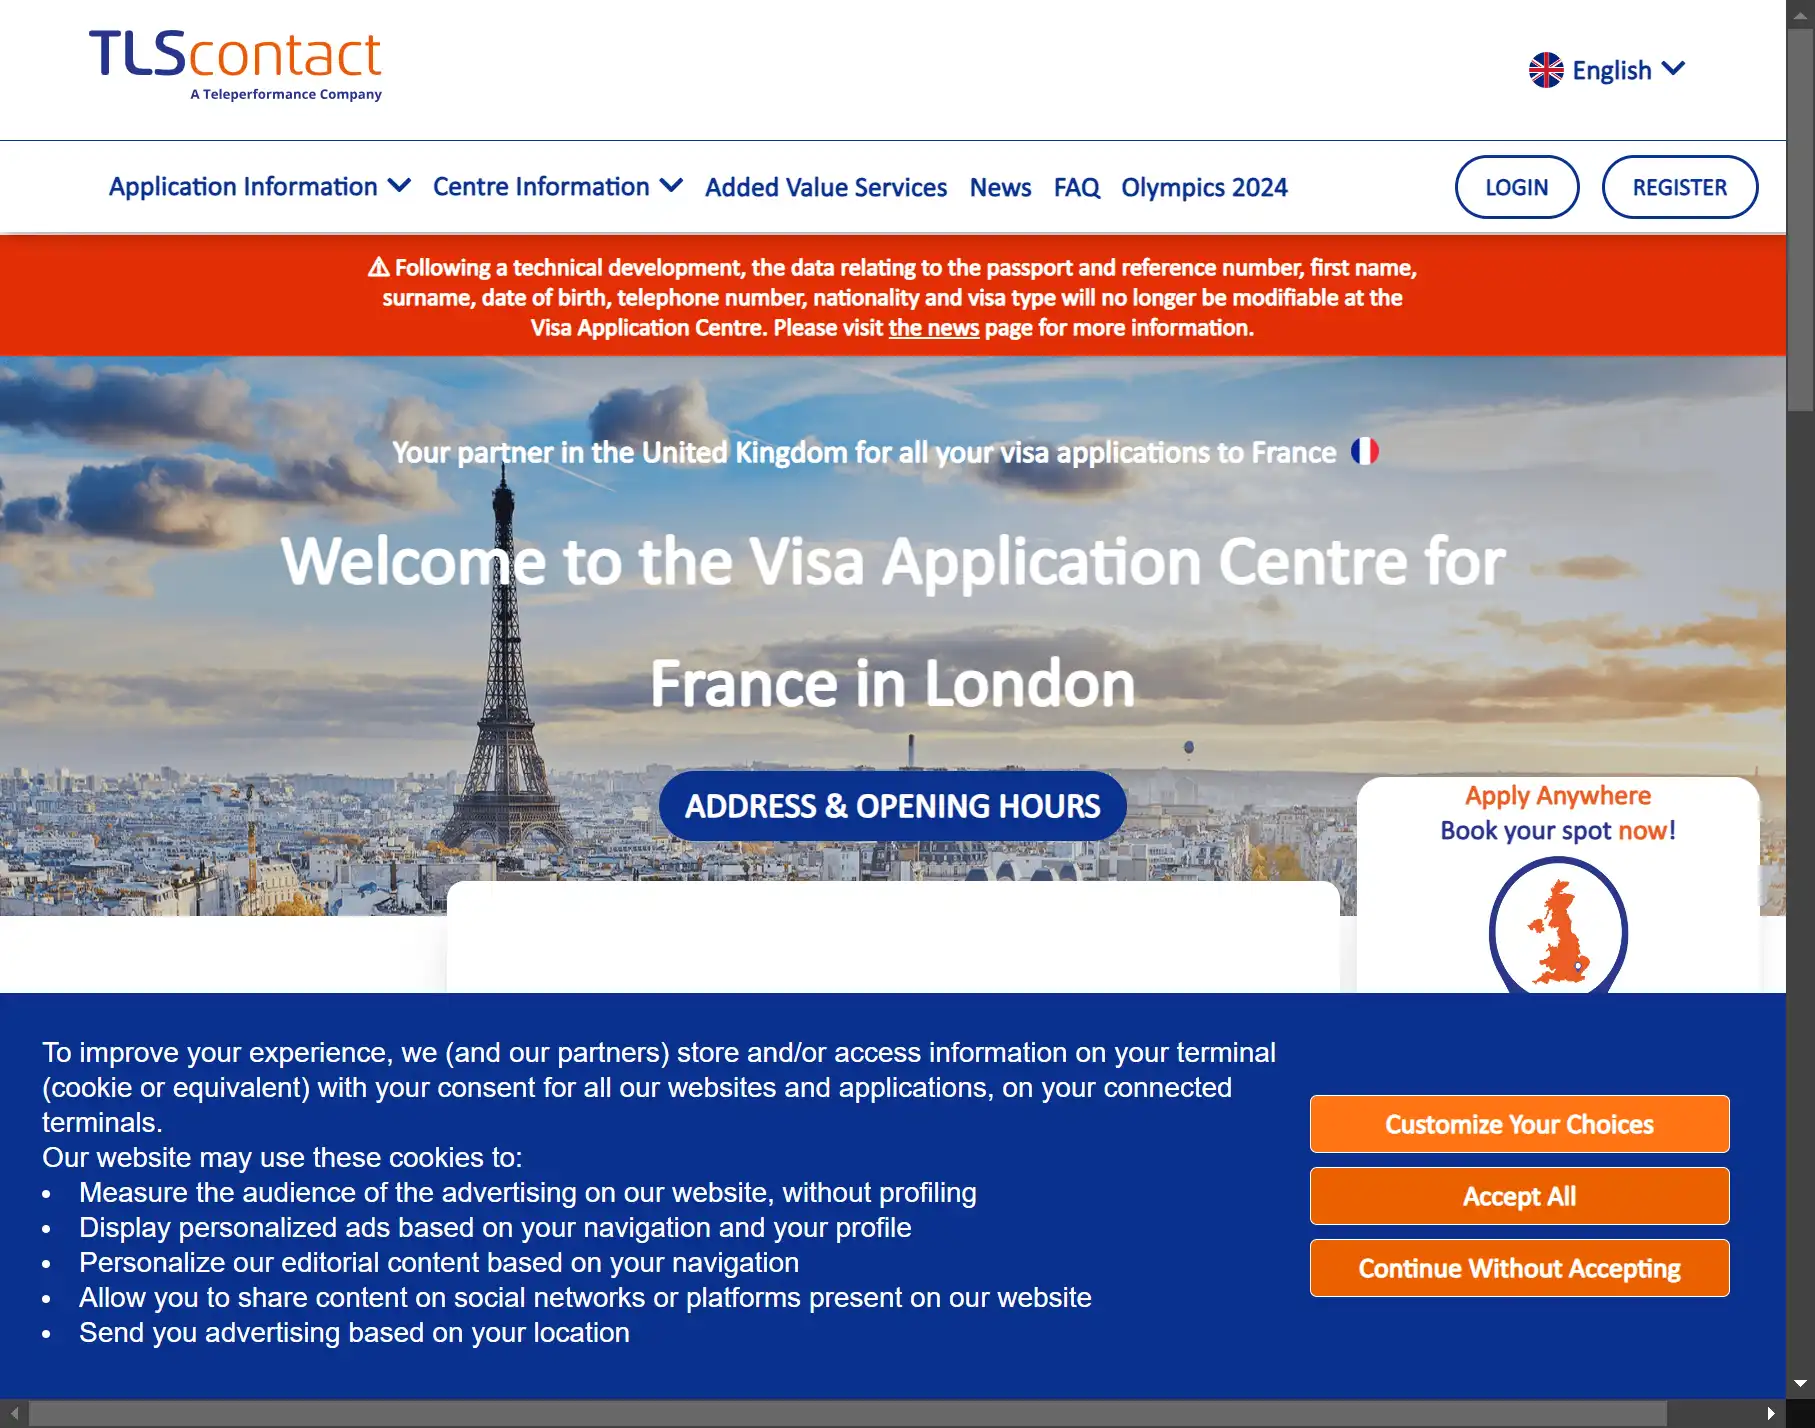 TLScontact
A Teleperformance Company
English
Application Information
Centre Information
Added Value Services
News
FAQ
Olympics 2024
LOGIN
REGISTER
⚠ Following a technical development, the data relating to the passport and reference number, first name,
surname, date of birth, telephone number, nationality and visa type will no longer be modifiable at the
Visa Application Centre. Please visit the news page for more information.
Your partner in the United Kingdom for all your visa applications to France
Welcome to the Visa Application Centre for
France in London
ADDRESS & OPENING HOURS
Apply Anywhere
Book your spot now!
To improve your experience, we (and our partners) store and/or access information on your terminal
(cookie or equivalent) with your consent for all our websites and applications, on your connected
terminals.
Our website may use these cookies to:
• Measure the audience of the advertising on our website, without profiling
• Display personalized ads based on your navigation and your profile
• Personalize our editorial content based on your navigation
• Allow you to share content on social networks or platforms present on our website
• Send you advertising based on your location
Customize Your Choices
Accept All
Continue Without Accepting